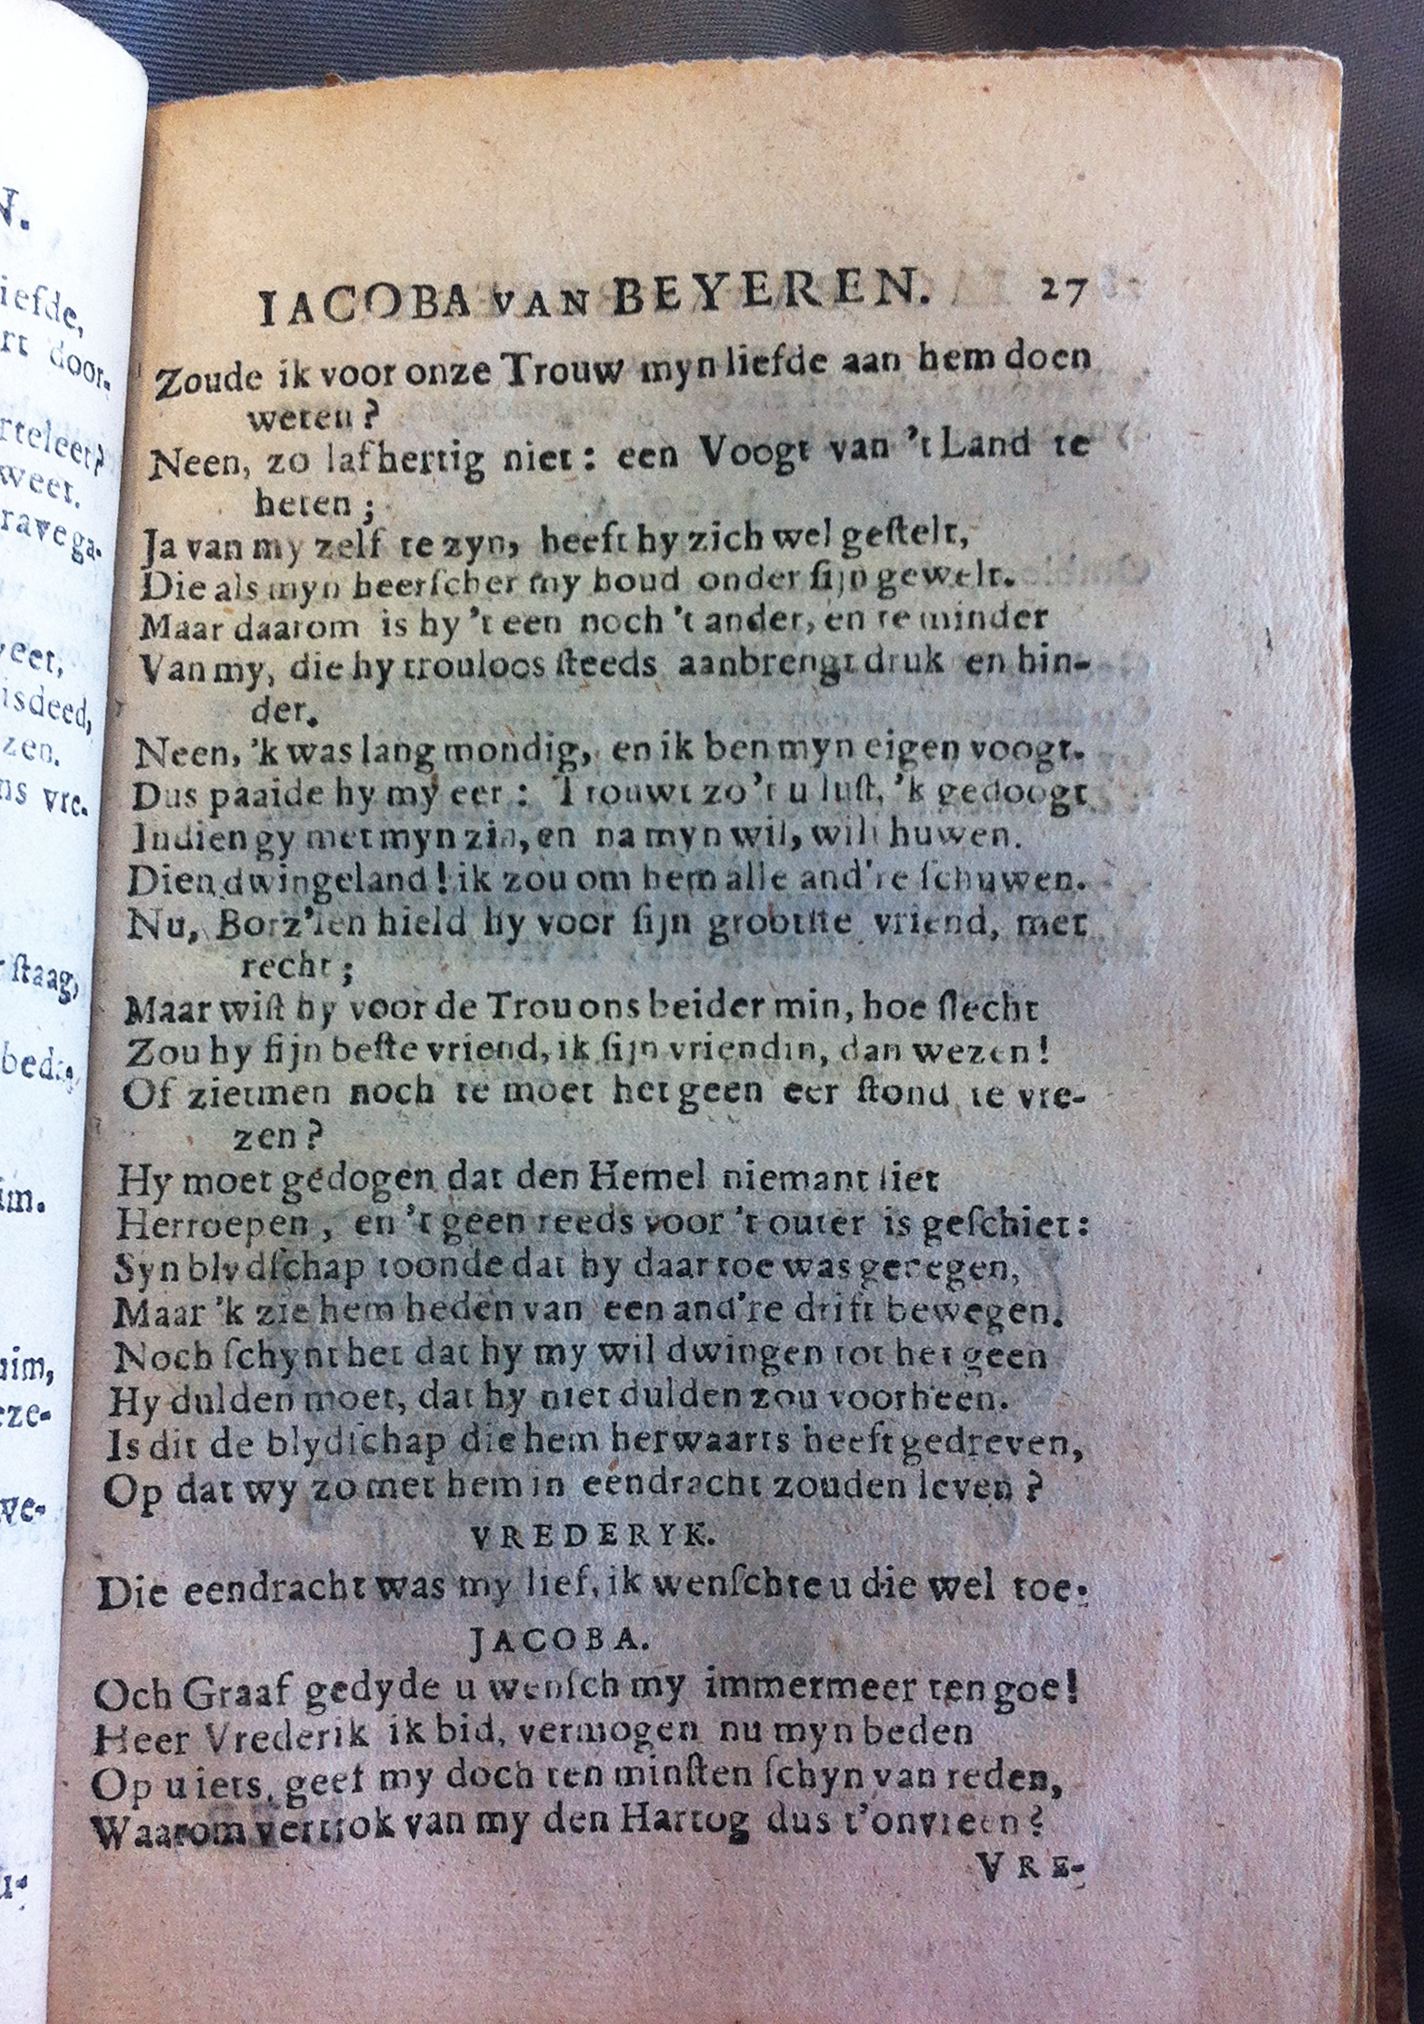 IACOBA VAN BEYEREN. 27
Zoude ik voor onze Trouw myn liefde aan hem doen
weten?
Neen, zo lafhertig niet: een Voogt van 't Land te
heten;
Ja van my zelf te zyn, heeft hy zich wel geſtelt,
Die als myn heerſcher my houd onder ſijn gewelt.
Maar daarom is hy 't een noch 't ander, en te minder
Van my, die hy trouloos ſteeds aanbrengt druk en hin-
der.
Neen, 'k was lang mondig, en ik ben myn eigen voogt.
Dus paaide hy my eer: Trouwt zo't u luſt, 'k gedoogt
Indien gy met myn zin, en na myn wil, wilt huwen.
Dien dwingeland! ik zou om hem alle and're ſchuwen.
Nu, Borz'len hield hy voor ſijn grootſte vriend, met
recht;
Maar wiſt hy voor de Trou ons beider min, hoe ſlecht
Zou hy ſijn beſte vriend, ik ſijn vriendin, dan wezen!
Of zietmen noch te moet het geen eer ſtond te vre-
zen?
Hy moet gedogen dat den Hemel niemant liet
Herroepen, en 't geen reeds voor 't outer is geſchiet:
Syn blydſchap toonde dat hy daar toe was genegen,
Maar 'k zie hem heden van een and're drift bewegen.
Noch ſchynt het dat hy my wil dwingen tot het geen
Hy dulden moet, dat hy niet dulden zou voorheen.
Is dit de blydſchap die hem herwaarts heeft gedreven,
Op dat wy zo met hem in eendracht zouden leven?
VREDERYK.
Die eendracht was my lief, ik wenſchte u die wel toe.
JACOBA.
Och Graaf gedyde u wenſch my immermeer ten goe!
Heer Vrederik ik bid, vermogen nu myn beden
Op u iets, geef my doch ten minſten ſchyn van reden,
Waarom vertrok van my den Hartog dus t'onvreen?
VRE-